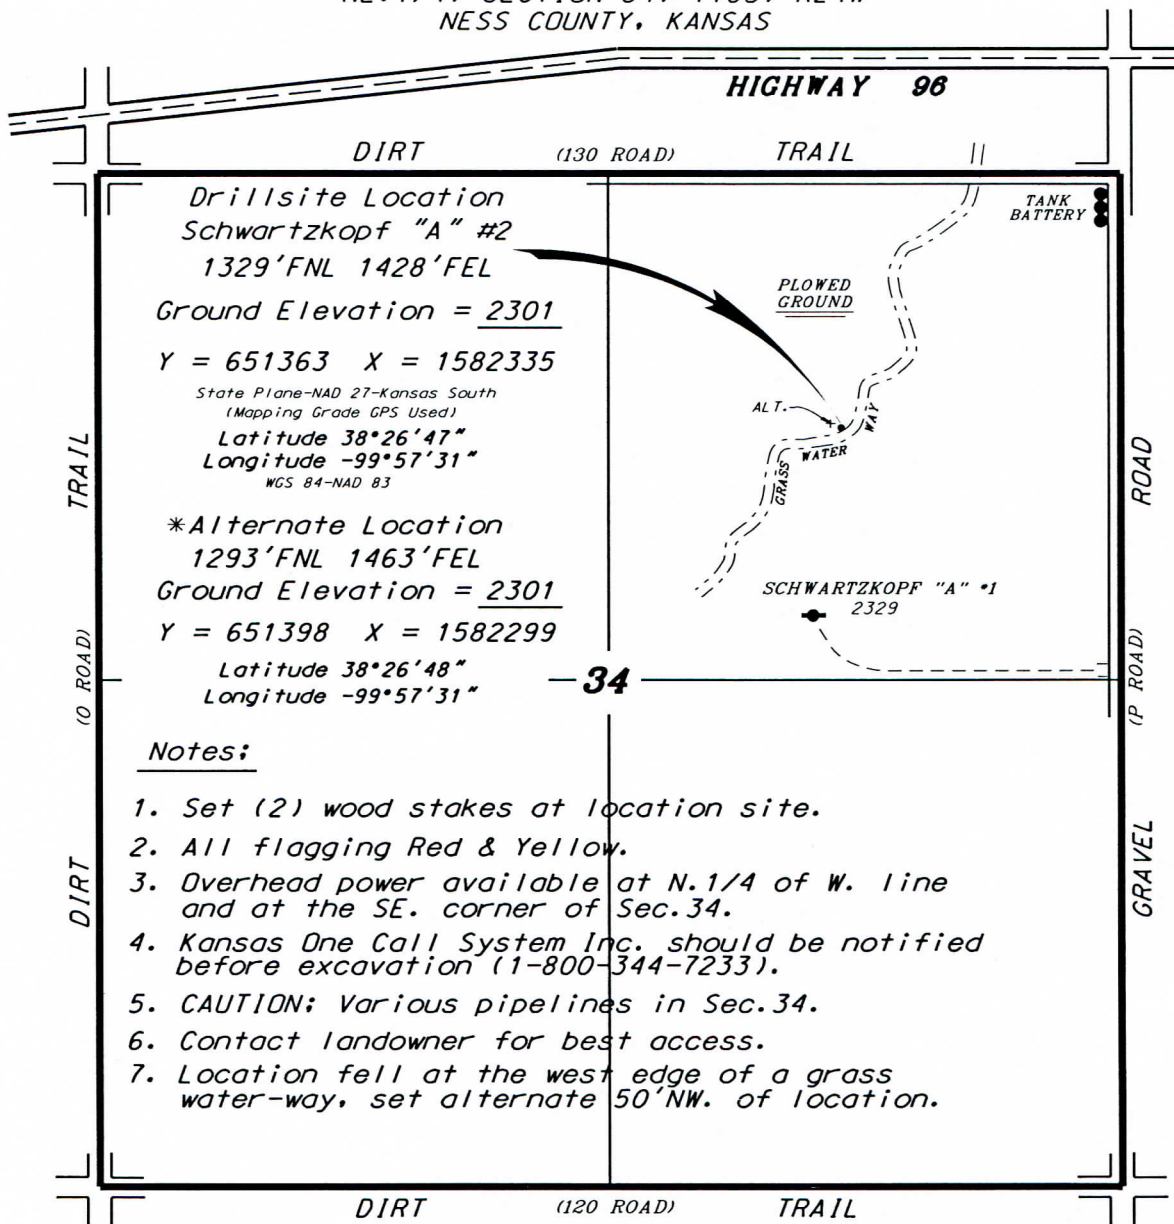 NESS COUNTY, KANSAS
HIGHWAY 96
DIRT (130 ROAD) TRAIL
Drillsite Location
Schwartzkopf "A" #2
1329'FNL 1428'FEL
Ground Elevation = 2301
Y = 651363 X = 1582335
State Plane-NAD 27-Kansas South
(Mapping Grade GPS Used)
Latitude 38°26'47"
Longitude -99°57'31"
WGS 84-NAD 83
*Alternate Location
1293'FNL 1463'FEL
Ground Elevation = 2301
Y = 651398 X = 1582299
Latitude 38°26'48"
Longitude -99°57'31"
TANK
BATTERY
PLOWED
GROUND
ALT.
GRASS WATER WAY
SCHWARTZKOPF "A" #1
2329
34
DIRT (O ROAD) TRAIL
GRAVEL (P ROAD) ROAD
Notes:
1. Set (2) wood stakes at location site.
2. All flagging Red & Yellow.
3. Overhead power available at N.1/4 of W. line
and at the SE. corner of Sec.34.
4. Kansas One Call System Inc. should be notified
before excavation (1-800-344-7233).
5. CAUTION: Various pipelines in Sec.34.
6. Contact landowner for best access.
7. Location fell at the west edge of a grass
water-way, set alternate 50'NW. of location.
DIRT (120 ROAD) TRAIL